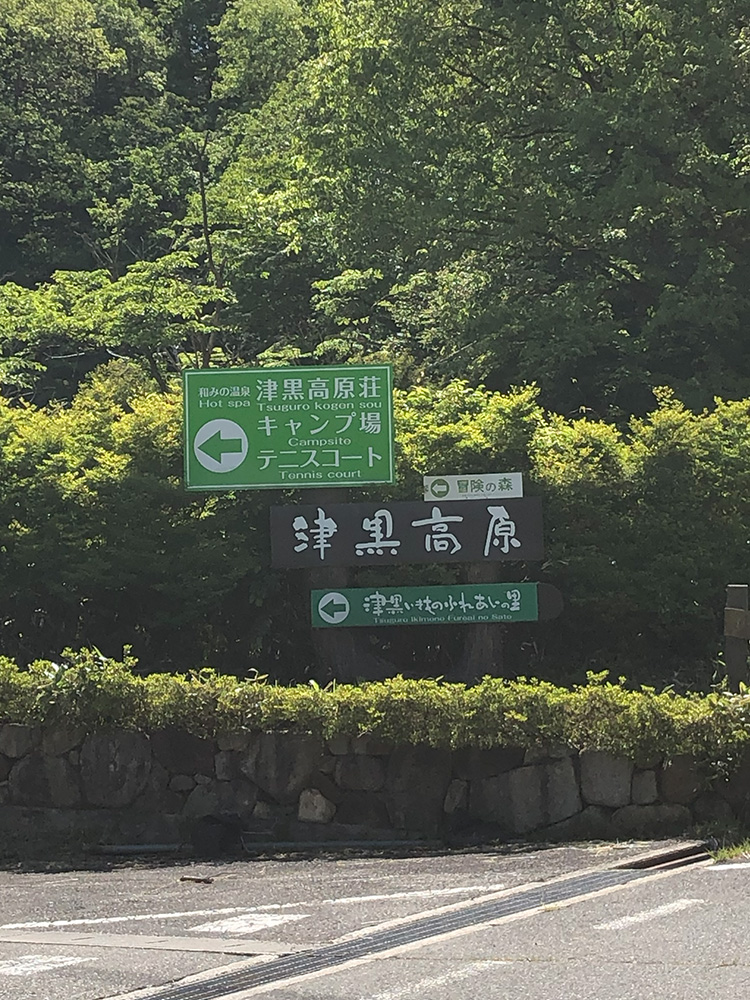 和みの温泉 津黒高原荘
Hot spa Tsuguro kogen sou
キャンプ場
Campsite
テニスコート
Tennis court
冒険の森
津黒高原
津黒いきものふれあいの里
Tsuguro Ikimono Fureai no Sato